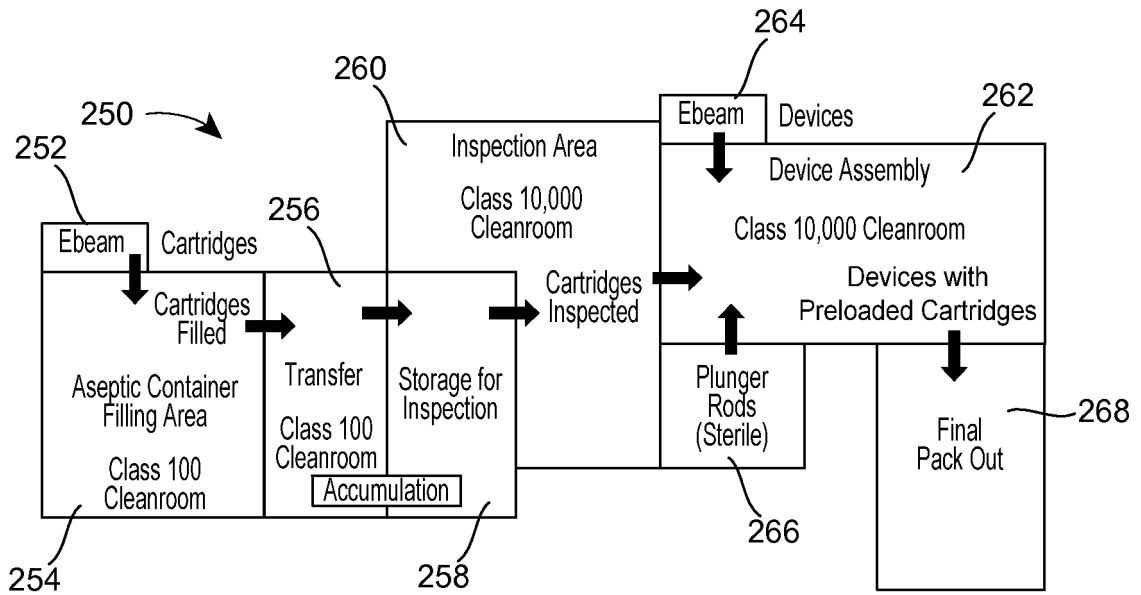 264
260
Ebeam
Devices
262
250
252
Inspection Area
Device Assembly
256
Class 10,000
Cleanroom
Class 10,000 Cleanroom
Ebeam
Cartridges
Cartridges
Filled
Cartridges
Inspected
Devices with
Preloaded Cartridges
Aseptic Container
Filling Area
Transfer
Storage for
Inspection
Plunger
Rods
(Sterile)
268
Final
Pack Out
Class 100
Cleanroom
Class 100
Cleanroom
Accumulation
254
258
266